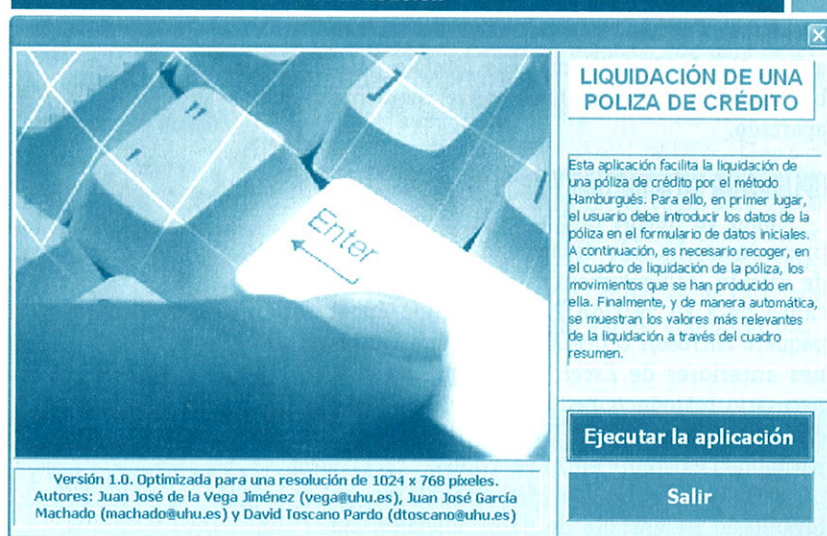 LIQUIDACIÓN DE UNA
POLIZA DE CRÉDITO
Esta aplicación facilita la liquidación de
una póliza de crédito por el método
Hamburgués. Para ello, en primer lugar,
el usuario debe introducir los datos de la
póliza en el formulario de datos iniciales.
A continuación, es necesario recoger, en
el cuadro de liquidación de la póliza, los
movimientos que se han producido en
ella. Finalmente, y de manera automática,
se muestran los valores más relevantes
de la liquidación a través del cuadro
resumen.
Enter
Ejecutar la aplicación
Salir
Versión 1.0. Optimizada para una resolución de 1024 x 768 píxeles.
Autores: Juan José de la Vega Jiménez (vega@uhu.es), Juan José García
Machado (machado@uhu.es) y David Toscano Pardo (dtoscano@uhu.es)